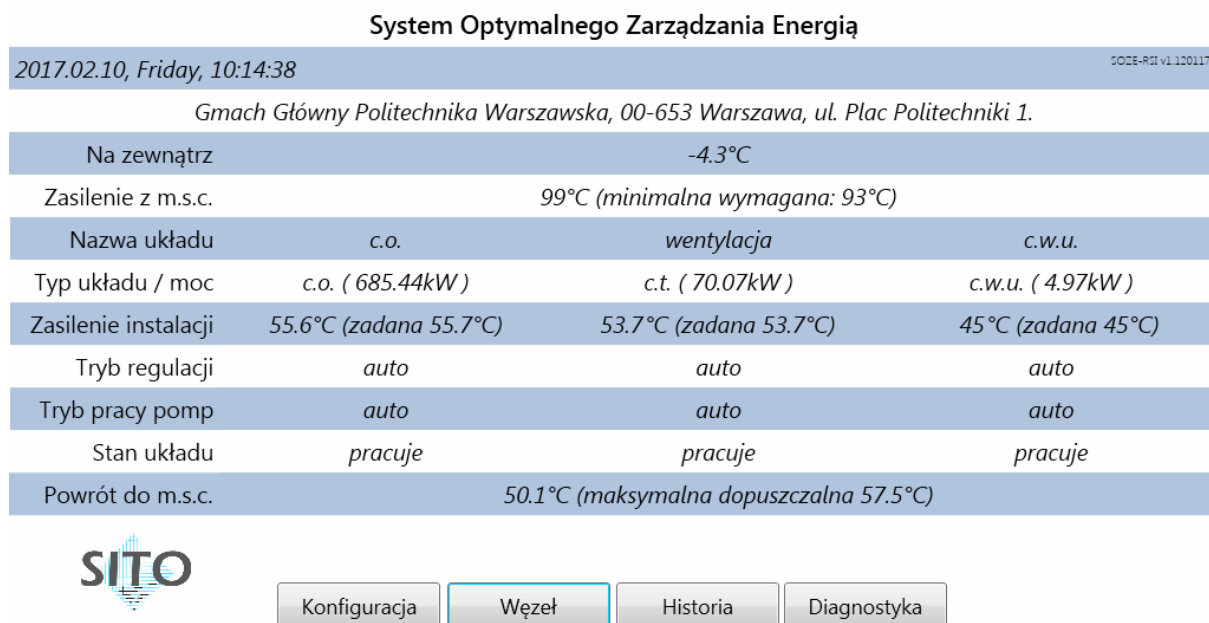 System Optymalnego Zarządzania Energią
2017.02.10, Friday, 10:14:38 SOZE-RSI v1.120117
Gmach Główny Politechnika Warszawska, 00-653 Warszawa, ul. Plac Politechniki 1.
Na zewnątrz -4.3°C
Zasilenie z m.s.c. 99°C (minimalna wymagana: 93°C)
Nazwa układu c.o. wentylacja c.w.u.
Typ układu / moc c.o. ( 685.44kW ) c.t. ( 70.07kW ) c.w.u. ( 4.97kW )
Zasilenie instalacji 55.6°C (zadana 55.7°C) 53.7°C (zadana 53.7°C) 45°C (zadana 45°C)
Tryb regulacji auto auto auto
Tryb pracy pomp auto auto auto
Stan układu pracuje pracuje pracuje
Powrót do m.s.c. 50.1°C (maksymalna dopuszczalna 57.5°C)
SITO
Konfiguracja Węzeł Historia Diagnostyka